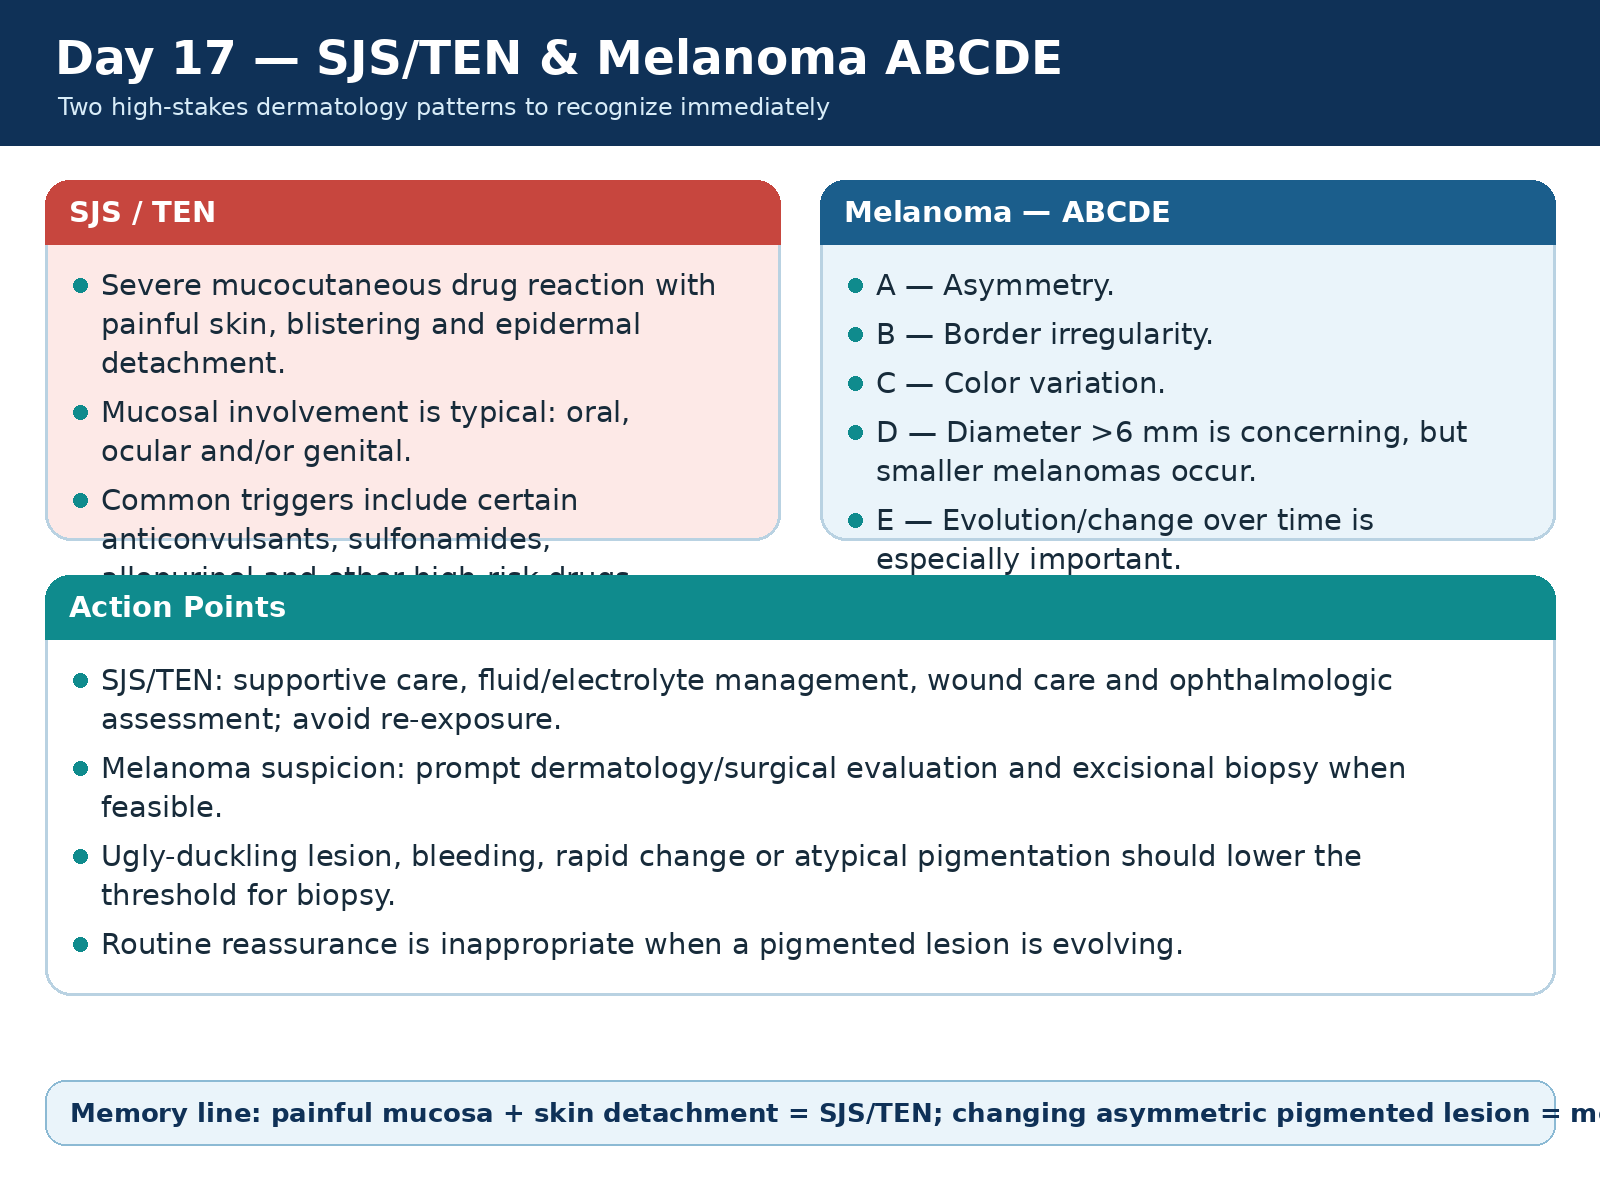 Day 17 — SJS/TEN & Melanoma ABCDE
Two high-stakes dermatology patterns to recognize immediately
SJS / TEN
Severe mucocutaneous drug reaction with
painful skin, blistering and epidermal
detachment.
Mucosal involvement is typical: oral,
ocular and/or genital.
Common triggers include certain
anticonvulsants, sulfonamides,
allopurinol and other high-risk drugs.
Melanoma — ABCDE
A — Asymmetry.
B — Border irregularity.
C — Color variation.
D — Diameter >6 mm is concerning, but
smaller melanomas occur.
E — Evolution/change over time is
especially important.
Action Points
SJS/TEN: supportive care, fluid/electrolyte management, wound care and ophthalmologic
assessment; avoid re-exposure.
Melanoma suspicion: prompt dermatology/surgical evaluation and excisional biopsy when
feasible.
Ugly-duckling lesion, bleeding, rapid change or atypical pigmentation should lower the
threshold for biopsy.
Routine reassurance is inappropriate when a pigmented lesion is evolving.
Memory line: painful mucosa + skin detachment = SJS/TEN; changing asymmetric pigmented lesion =